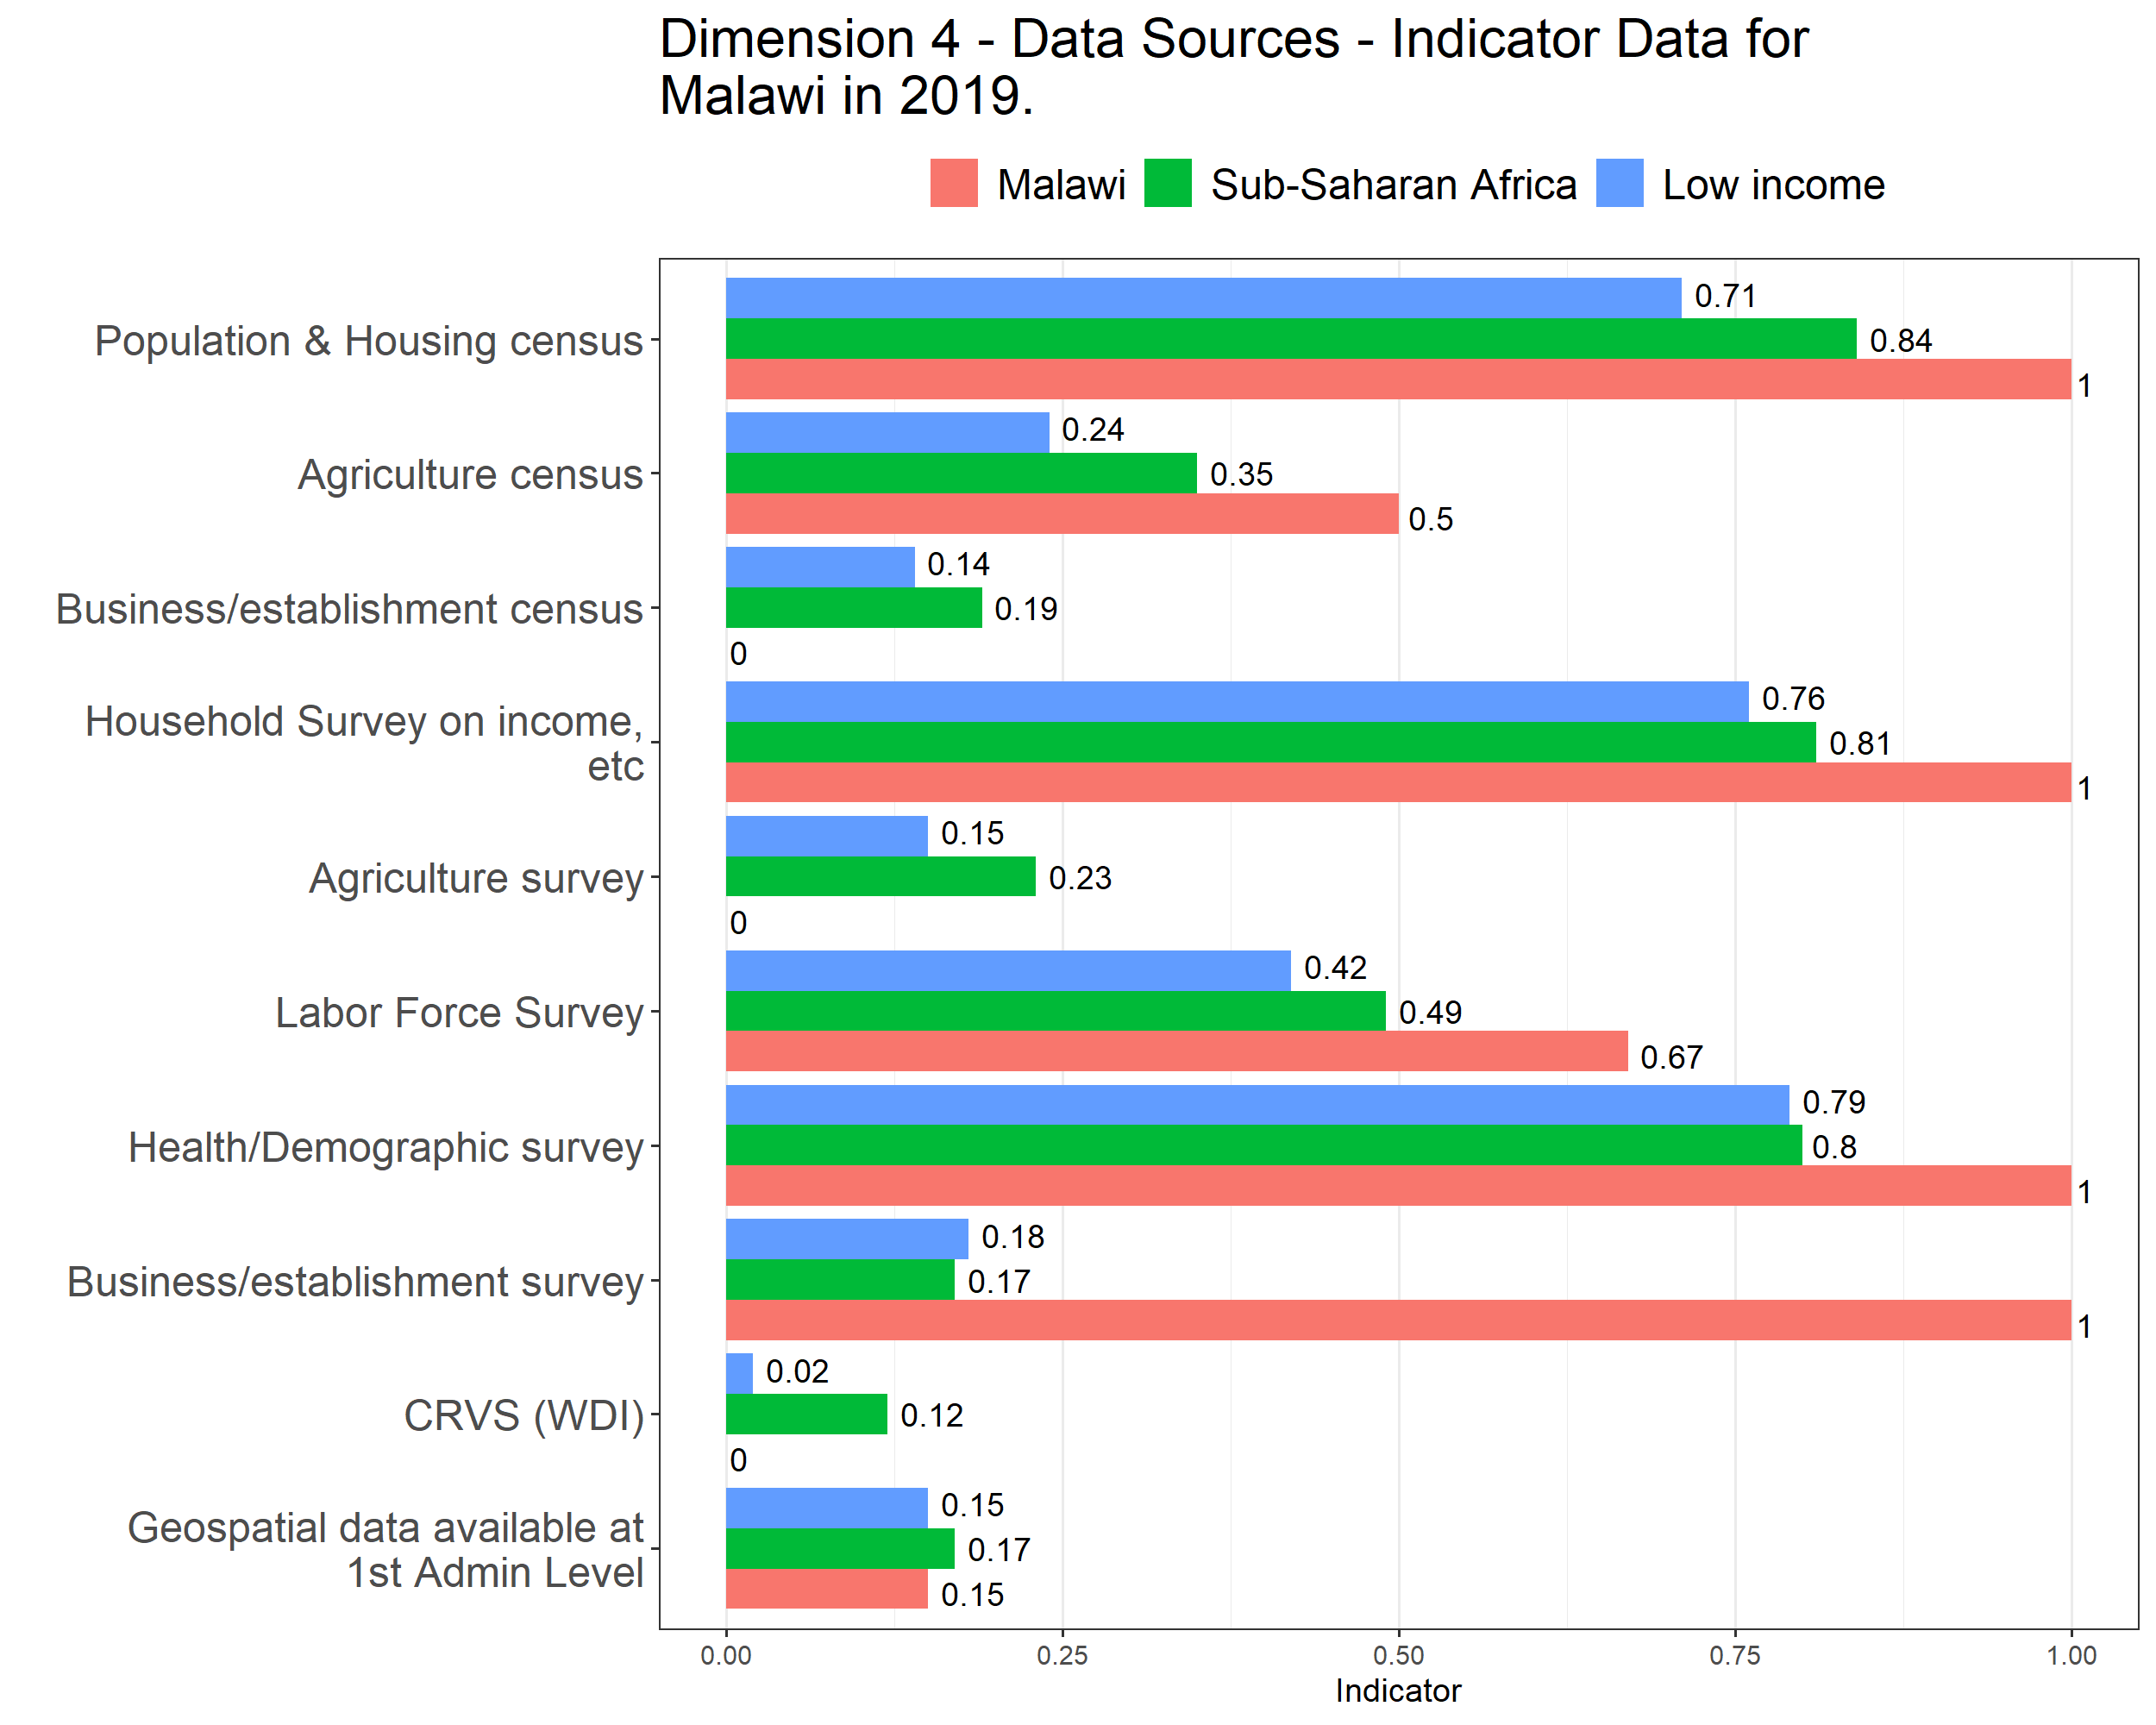 Dimension 4 - Data Sources - Indicator Data for
Malawi in 2019.
Malawi Sub-Saharan Africa Low income
Population & Housing census
0.71
0.84
1
Agriculture census
0.24
0.35
0.5
Business/establishment census
0.14
0.19
0
Household Survey on income,
etc
0.76
0.81
1
Agriculture survey
0.15
0.23
0
Labor Force Survey
0.42
0.49
0.67
Health/Demographic survey
0.79
0.8
1
Business/establishment survey
0.18
0.17
1
CRVS (WDI)
0.02
0.12
0
Geospatial data available at
1st Admin Level
0.15
0.17
0.15
0.00 0.25 0.50 0.75 1.00
Indicator